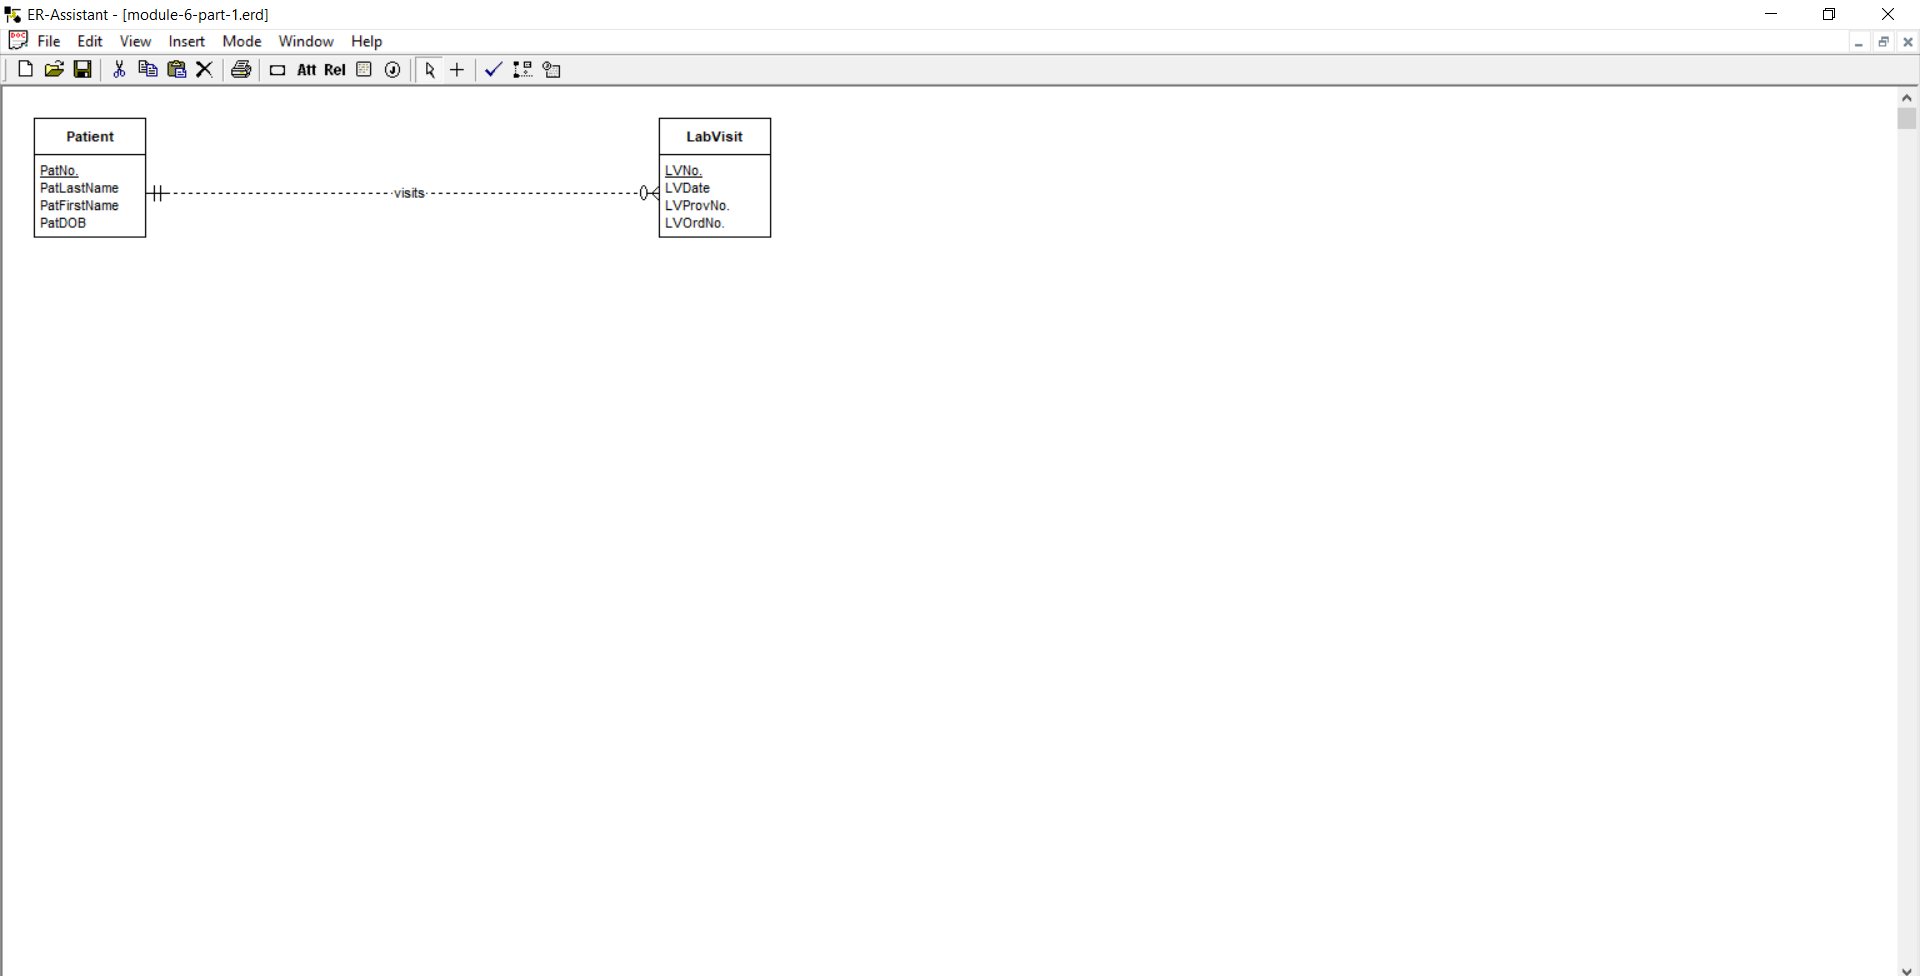 ER-Assistant - [module-6-part-1.erd]
DOC File Edit View Insert Mode Window Help
Att Rel J
Patient
PatNo.
PatLastName
PatFirstName
PatDOB
visits
LabVisit
LVNo.
LVDate
LVProvNo.
LVOrdNo.